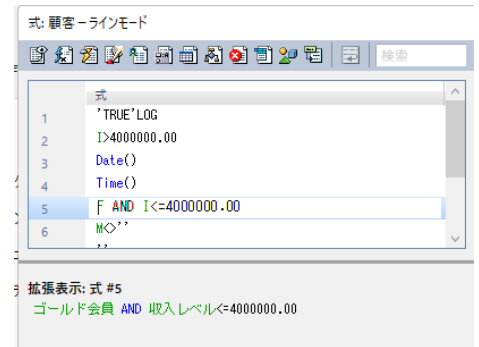 式: 顧客 – ラインモード
検索
式
1 'TRUE'LOG
2 I>4000000.00
3 Date()
4 Time()
5 F AND I<=4000000.00
6 M<>''
''
拡張表示: 式 #5
ゴールド会員 AND 収入レベル<=4000000.00